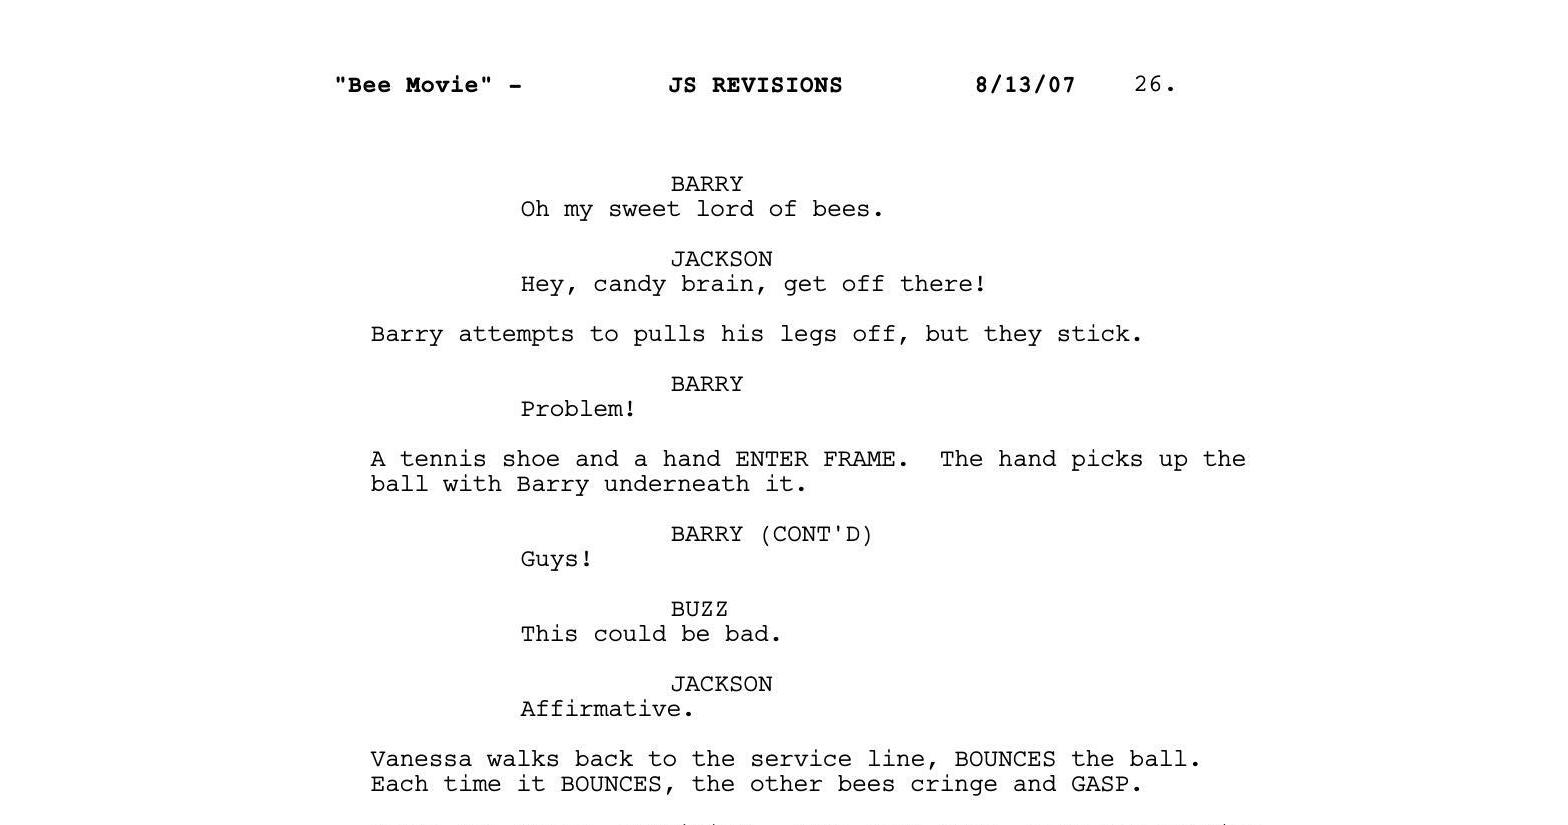 "Bee Movie" - JS REVISIONS 8/13/07 26.
BARRY
Oh my sweet lord of bees.
JACKSON
Hey, candy brain, get off there!
Barry attempts to pulls his legs off, but they stick.
BARRY
Problem!
A tennis shoe and a hand ENTER FRAME.  The hand picks up the
ball with Barry underneath it.
BARRY (CONT'D)
Guys!
BUZZ
This could be bad.
JACKSON
Affirmative.
Vanessa walks back to the service line, BOUNCES the ball.
Each time it BOUNCES, the other bees cringe and GASP.